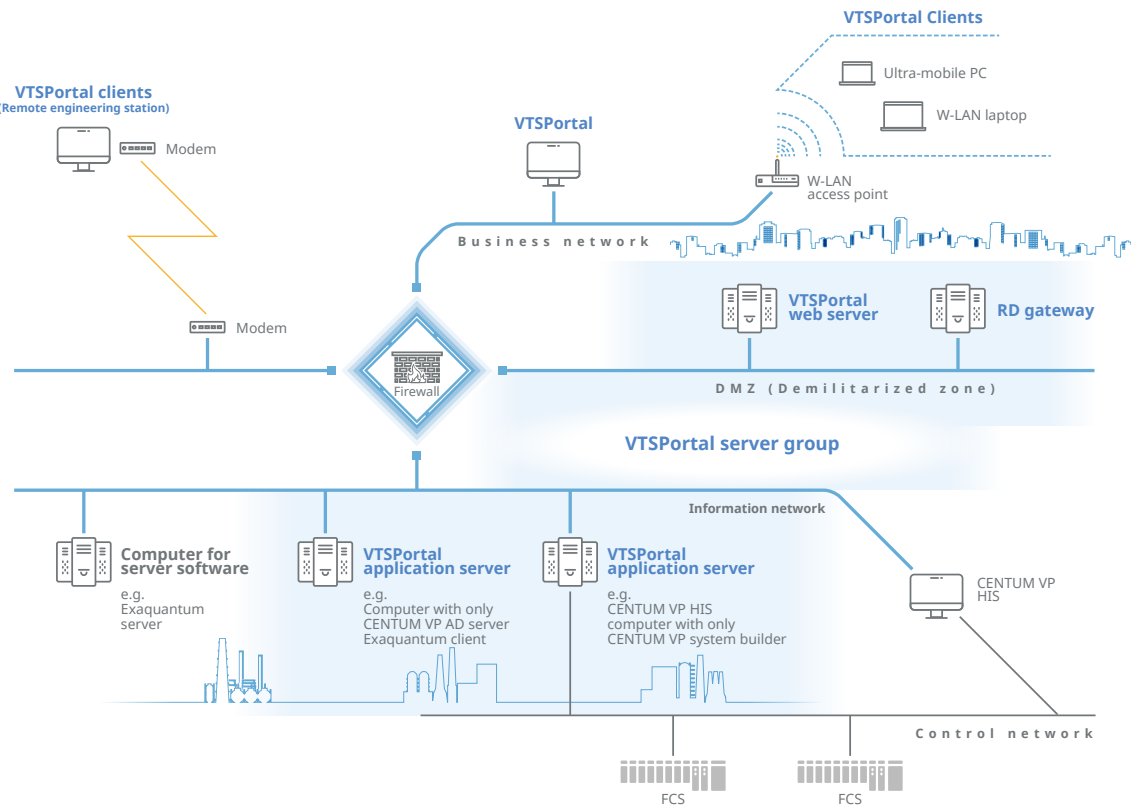 VTSPortal Clients
Ultra-mobile PC
W-LAN laptop
VTSPortal clients
(Remote engineering station)
Modem
VTSPortal
W-LAN
access point
Business network
VTSPortal
web server
RD gateway
Modem
Firewall
DMZ (Demilitarized zone)
VTSPortal server group
Information network
Computer for
server software
e.g.
Exaquantum
server
VTSPortal
application server
e.g.
Computer with only
CENTUM VP AD server
Exaquantum client
VTSPortal
application server
e.g.
CENTUM VP HIS
computer with only
CENTUM VP system builder
CENTUM VP
HIS
Control network
FCS
FCS